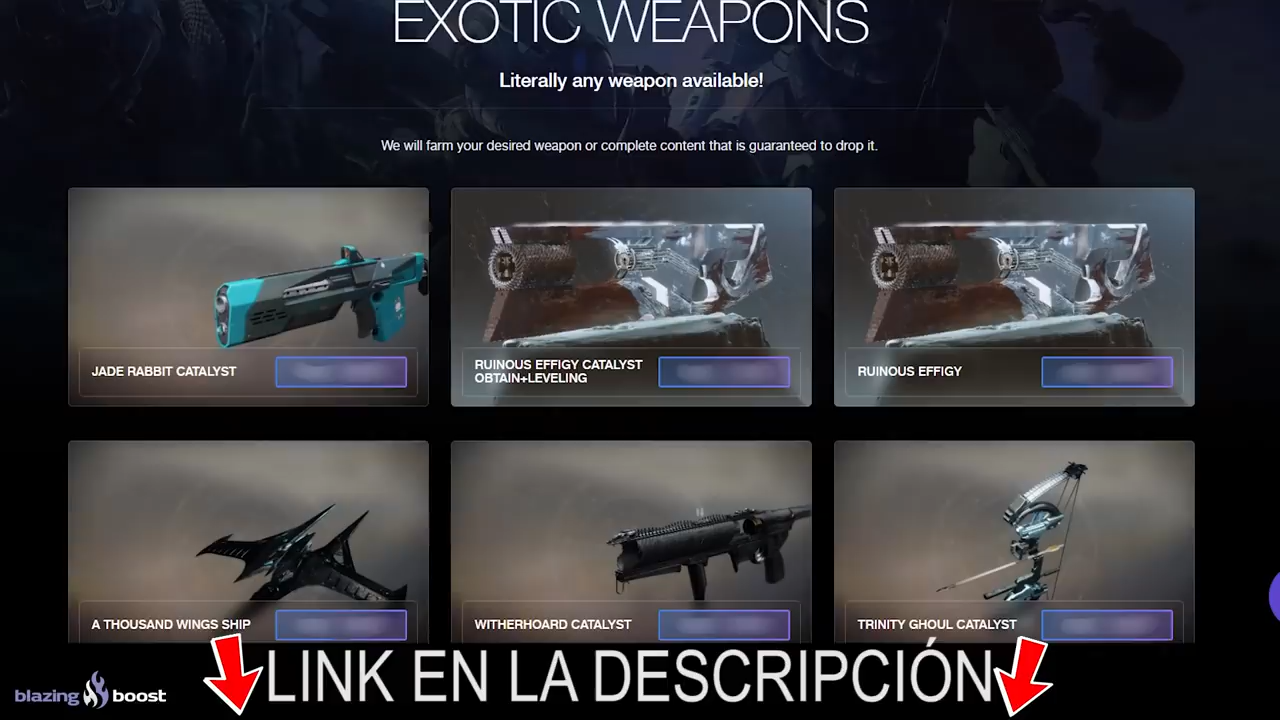 EXOTIC WEAPONS
Literally any weapon available!
We will farm your desired weapon or complete content that is guaranteed to drop it.
JADE RABBIT CATALYST
RUINOUS EFFIGY CATALYST
OBTAIN+LEVELING
RUINOUS EFFIGY
A THOUSAND WINGS SHIP
WITHERHOARD CATALYST
TRINITY GHOUL CATALYST
LINK EN LA DESCRIPCIÓN
blazing boost